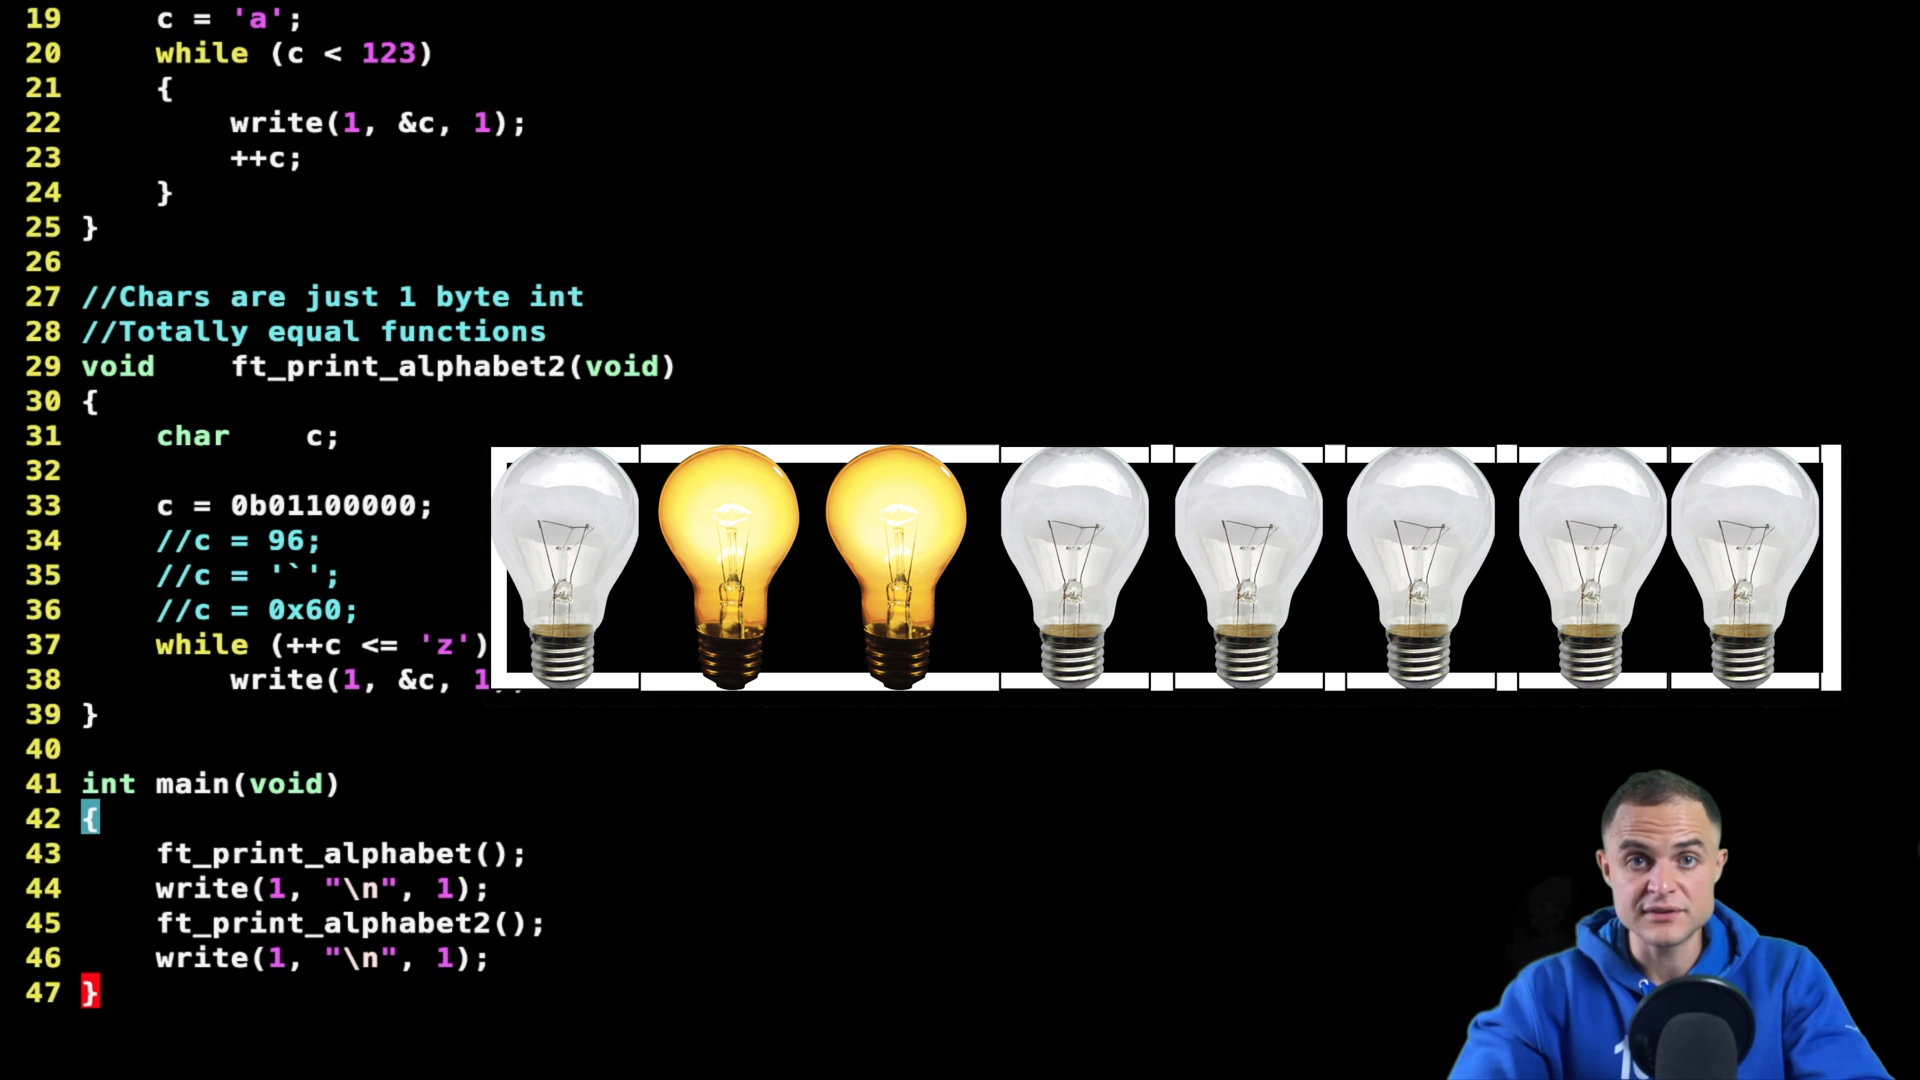 19 c = 'a';
20 while (c < 123)
21 {
22 write(1, &c, 1);
23 ++c;
24 }
25 }
26
27 //Chars are just 1 byte int
28 //Totally equal functions
29 void ft_print_alphabet2(void)
30 {
31 char c;
32
33 c = 0b01100000;
34 //c = 96;
35 //c = '`';
36 //c = 0x60;
37 while (++c <= 'z')
38 write(1, &c, 1);
39 }
40
41 int main(void)
42 {
43 ft_print_alphabet();
44 write(1, "\n", 1);
45 ft_print_alphabet2();
46 write(1, "\n", 1);
47 }